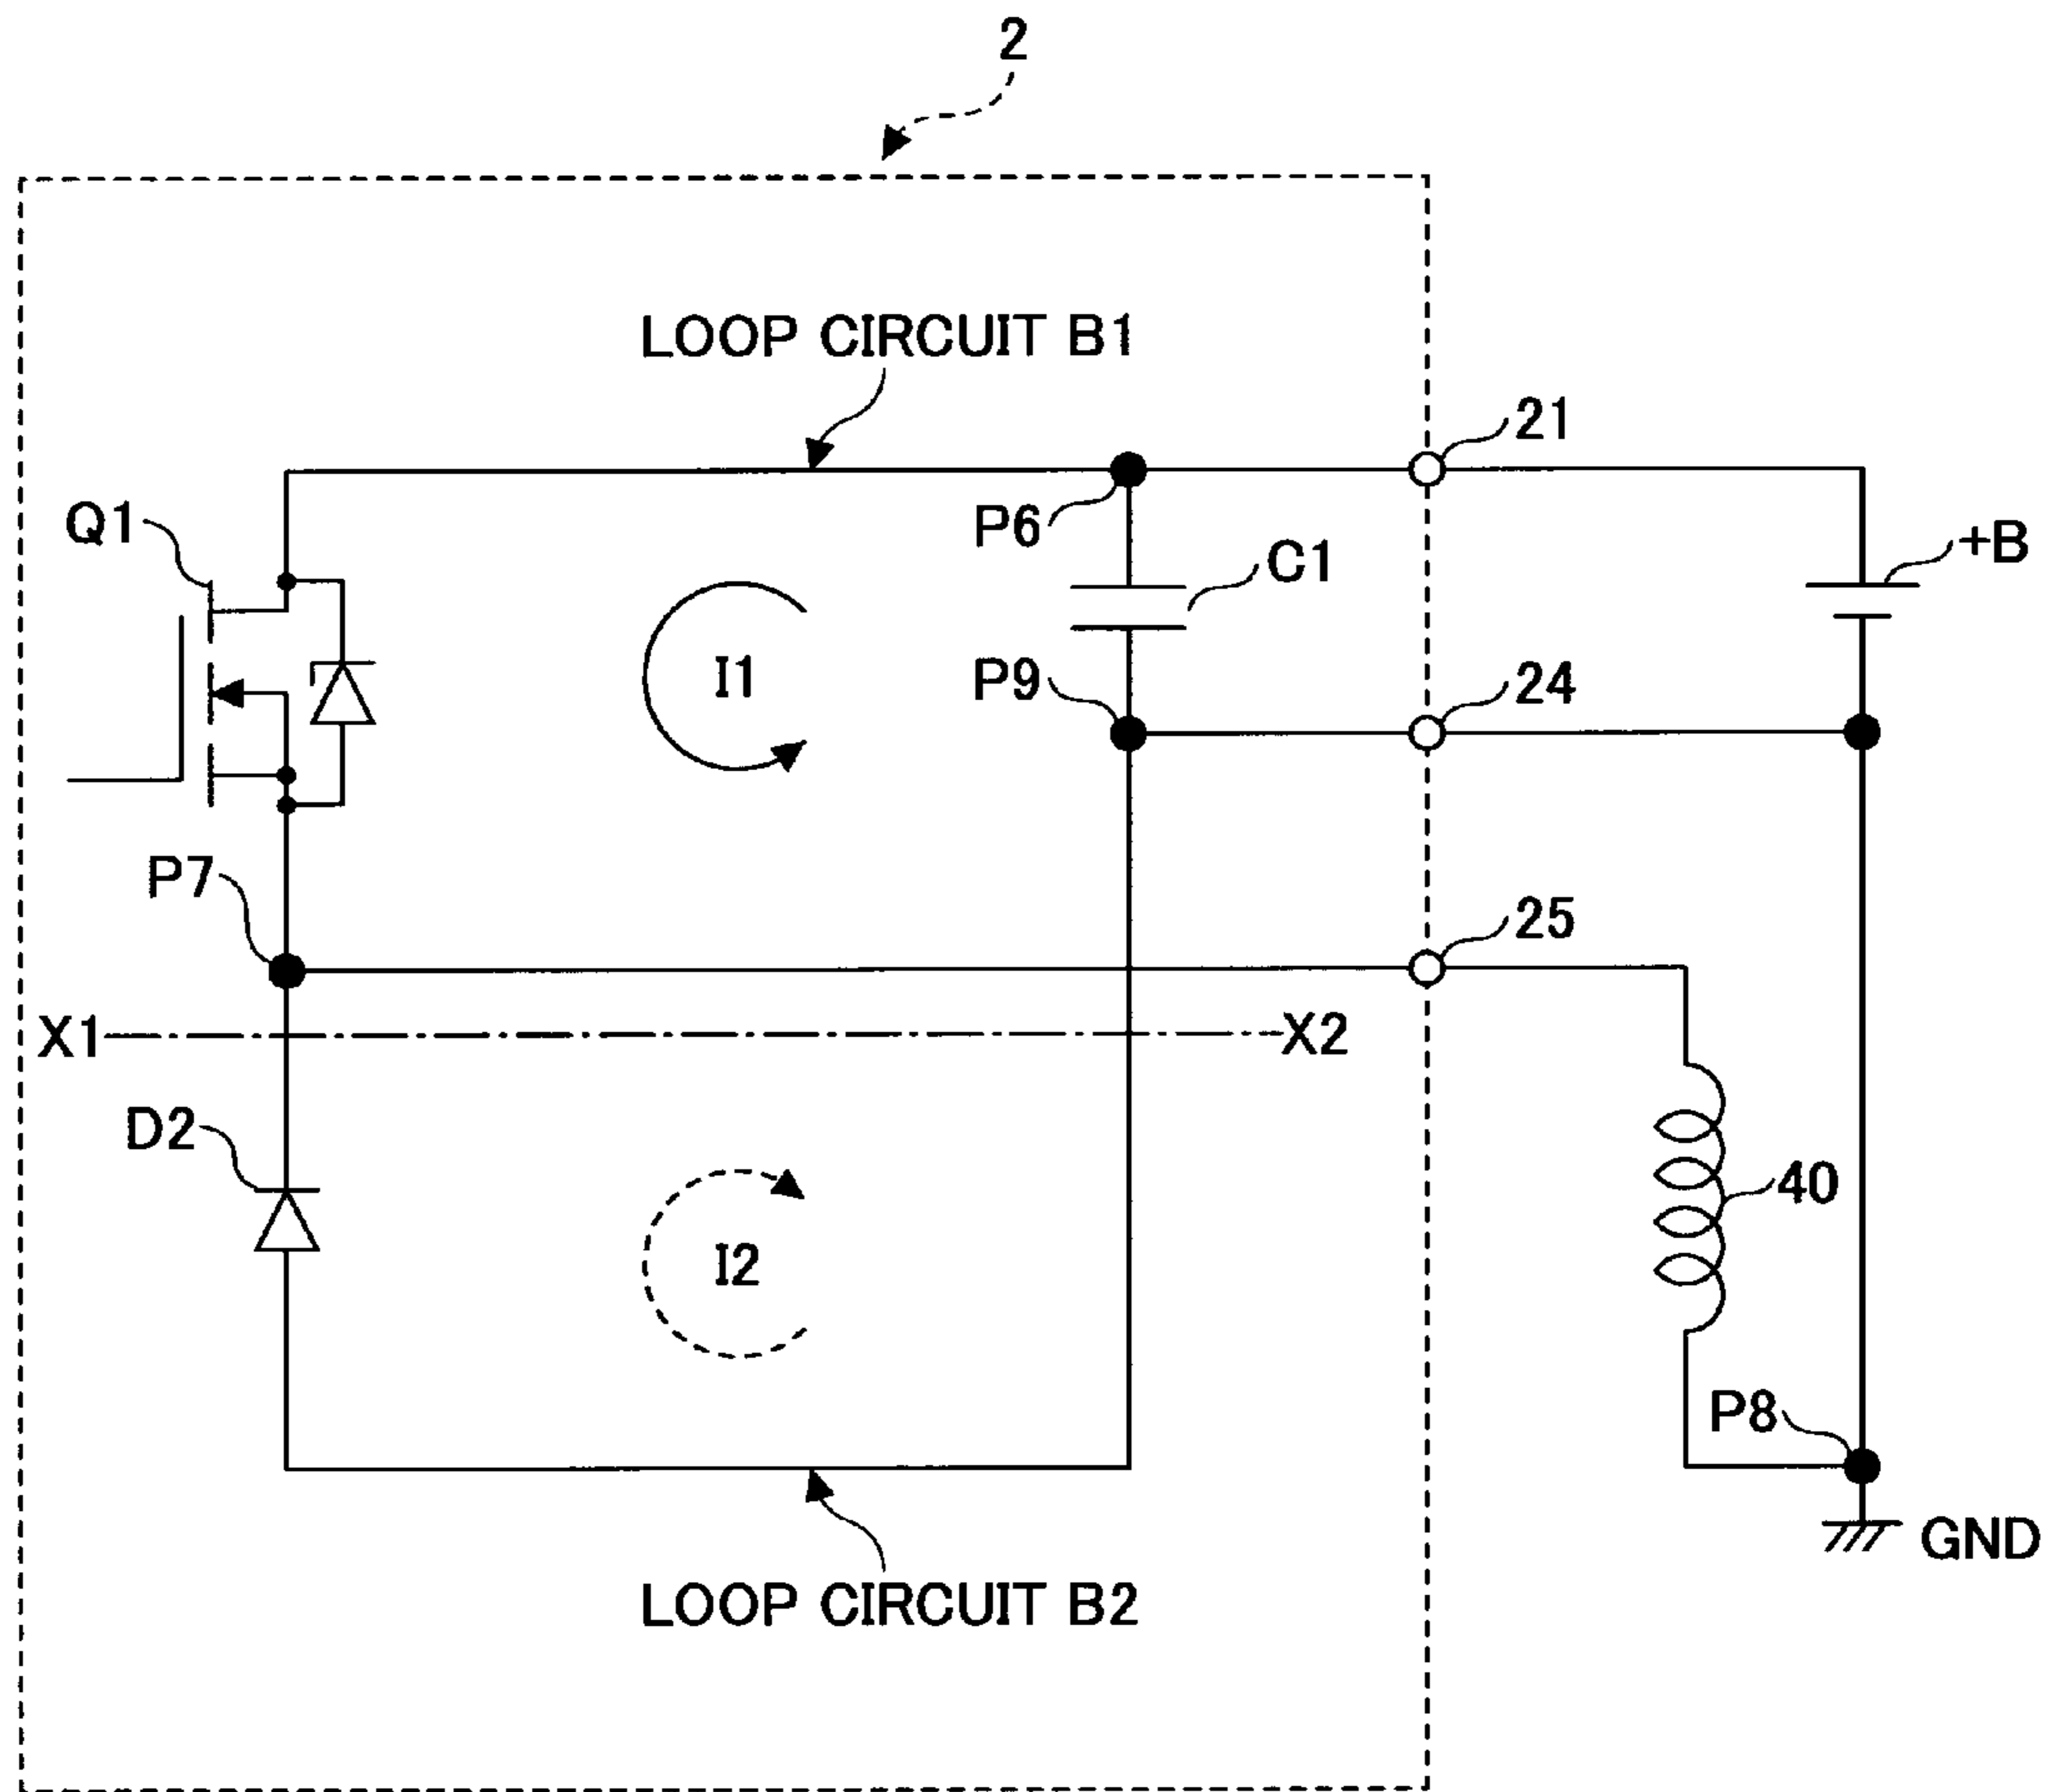 2
LOOP CIRCUIT B1
21
Q1
P6
+B
C1
I1
P9
24
P7
25
X1
X2
D2
40
I2
P8
GND
LOOP CIRCUIT B2